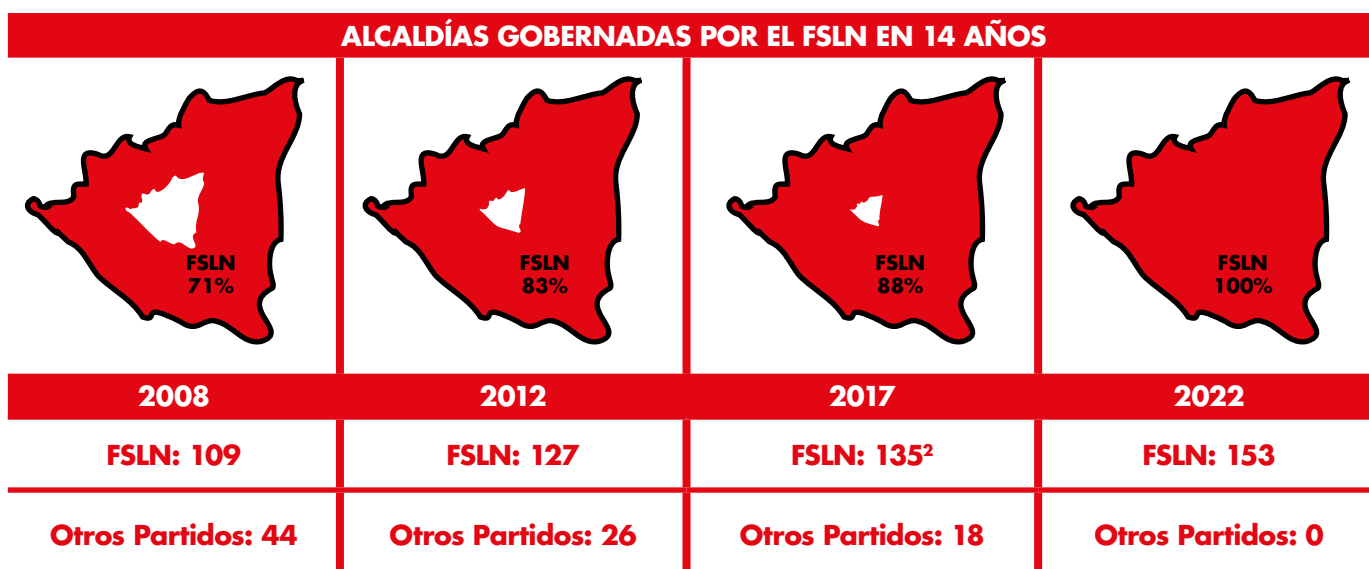 ALCALDÍAS GOBERNADAS POR EL FSLN EN 14 AÑOS
FSLN
71%
FSLN
83%
FSLN
88%
FSLN
100%
2008
2012
2017
2022
FSLN: 109
FSLN: 127
FSLN: 135²
FSLN: 153
Otros Partidos: 44
Otros Partidos: 26
Otros Partidos: 18
Otros Partidos: 0